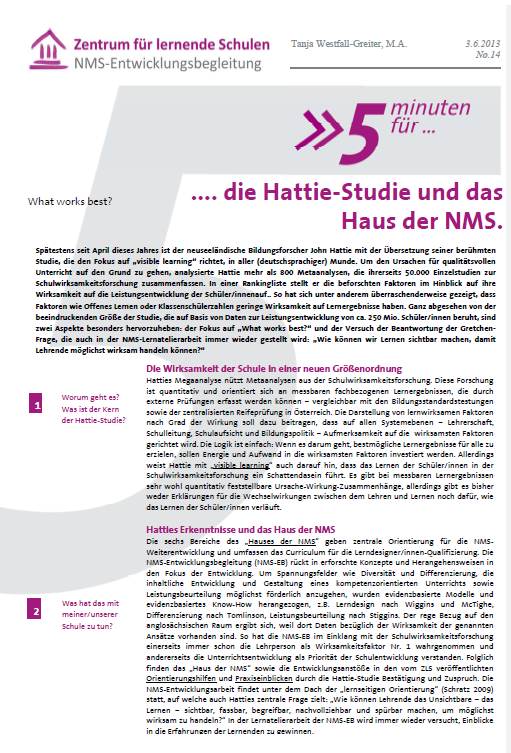 Zentrum für lernende Schulen
NMS-Entwicklungsbegleitung
Tanja Westfall-Greiter, M.A.
3.6.2013
No.14
5 minuten
für ...
What works best?
.... die Hattie-Studie und das
Haus der NMS.
Spätestens seit April dieses Jahres ist der neuseeländische Bildungsforscher John Hattie mit der Übersetzung seiner berühmten
Studie, die den Fokus auf „visible learning" richtet, in aller (deutschsprachiger) Munde. Um den Ursachen für qualitätsvollen
Unterricht auf den Grund zu gehen, analysierte Hattie mehr als 800 Metaanalysen, die ihrerseits 50.000 Einzelstudien zur
Schulwirksamkeitsforschung zusammenfassen. In einer Rankingliste stellt er die beforschten Faktoren im Hinblick auf ihre
Wirksamkeit auf die Leistungsentwicklung der Schüler/innenauf.. So hat sich unter anderem überraschenderweise gezeigt, dass
Faktoren wie Offenes Lernen oder Klassenschülerzahlen geringe Wirksamkeit auf Lernergebnisse haben. Ganz abgesehen von der
beeindruckenden Größe der Studie, die auf Basis von Daten zur Leistungsentwicklung von ca. 250 Mio. Schüler/innen beruht, sind
zwei Aspekte besonders hervorzuheben: der Fokus auf „What works best?" und der Versuch der Beantwortung der Gretchen-
Frage, die auch in der NMS-Lernatelierarbeit immer wieder gestellt wird: „Wie können wir Lernen sichtbar machen, damit
Lehrende möglichst wirksam handeln können?"
1
Worum geht es?
Was ist der Kern
der Hattie-Studie?
Die Wirksamkeit der Schule in einer neuen Größenordnung
Hatties Megaanalyse nützt Metaanalysen aus der Schulwirksamkeitsforschung. Diese Forschung
ist quantitativ und orientiert sich an messbaren fachbezogenen Lernergebnissen, die durch
externe Prüfungen erfasst werden können – vergleichbar mit den Bildungsstandardstestungen
sowie der zentralisierten Reifeprüfung in Österreich. Die Darstellung von lernwirksamen Faktoren
nach Grad der Wirkung soll dazu beitragen, dass auf allen Systemebenen – Lehrerschaft,
Schulleitung, Schulaufsicht und Bildungspolitik – Aufmerksamkeit auf die wirksamsten Faktoren
gerichtet wird. Die Logik ist einfach: Wenn es darum geht, bestmögliche Lernergebnisse für alle zu
erzielen, sollen Energie und Aufwand in die wirksamsten Faktoren investiert werden. Allerdings
weist Hattie mit „visible learning" auch darauf hin, dass das Lernen der Schüler/innen in der
Schulwirksamkeitsforschung ein Schattendasein führt. Es gibt bei messbaren Lernergebnissen
sehr wohl quantitativ feststellbare Ursache-Wirkung-Zusammenhänge, allerdings gibt es bisher
weder Erklärungen für die Wechselwirkungen zwischen dem Lehren und Lernen noch dafür, wie
das Lernen der Schüler/innen verläuft.
2
Was hat das mit
meiner/unserer
Schule zu tun?
Hatties Erkenntnisse und das Haus der NMS
Die sechs Bereiche des „Hauses der NMS" geben zentrale Orientierung für die NMS-
Weiterentwicklung und umfassen das Curriculum für die Lerndesigner/innen-Qualifizierung. Die
NMS-Entwicklungsbegleitung (NMS-EB) rückt in erforschte Konzepte und Herangehensweisen in
den Fokus der Entwicklung. Um Spannungsfelder wie Diversität und Differenzierung, die
inhaltliche Entwicklung und Gestaltung eines kompetenzorientierten Unterrichts sowie
Leistungsbeurteilung möglichst förderlich anzugehen, wurden evidenzbasierte Modelle und
evidenzbasiertes Know-How herangezogen, z.B. Lerndesign nach Wiggins und McTighe,
Differenzierung nach Tomlinson, Leistungsbeurteilung nach Stiggins. Der rege Bezug auf den
anglosächsischen Raum ergibt sich, weil dort Daten bezüglich der Wirksamkeit der genannten
Ansätze vorhanden sind. So hat die NMS-EB im Einklang mit der Schulwirksamkeitsforschung
einerseits immer schon die Lehrperson als Wirksamkeitsfaktor Nr. 1 wahrgenommen und
andererseits die Unterrichtsentwicklung als Priorität der Schulentwicklung verstanden. Folglich
finden das „Haus der NMS" sowie die Entwicklungsanstöße in den vom ZLS veröffentlichten
Orientierungshilfen und Praxiseinblicken durch die Hattie-Studie Bestätigung und Zuspruch. Die
NMS-Entwicklungsarbeit findet unter dem Dach der „lernseitigen Orientierung" (Schratz 2009)
statt, auf welche auch Hatties zentrale Frage zielt: „Wie können Lehrende das Unsichtbare – das
Lernen – sichtbar, fassbar, begreifbar, nachvollziehbar und spürbar machen, um möglichst
wirksam zu handeln?" In der Lernatelierarbeit der NMS-EB wird immer wieder versucht, Einblicke
in die Erfahrungen der Lernenden zu gewinnen.